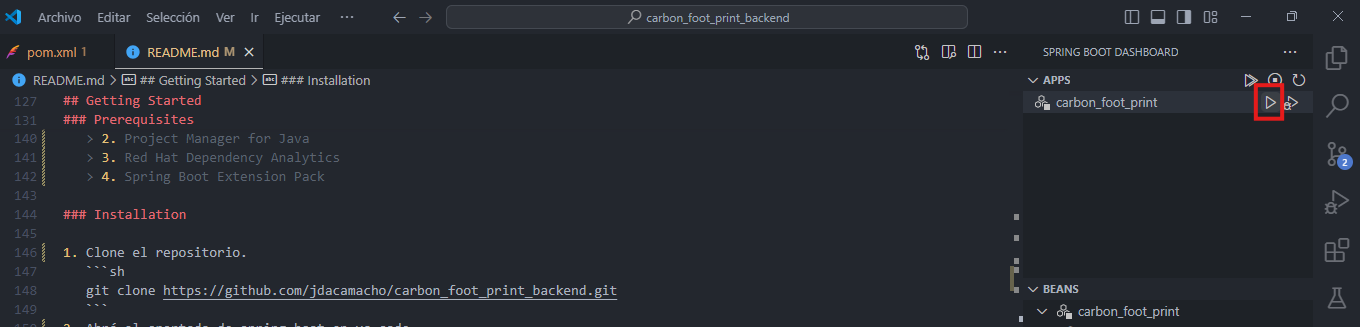 Archivo Editar Selección Ver Ir Ejecutar ... carbon_foot_print_backend
pom.xml 1 README.md M
README.md > ## Getting Started > ### Installation
127 ## Getting Started
131 ### Prerequisites
140 > 2. Project Manager for Java
141 > 3. Red Hat Dependency Analytics
142 > 4. Spring Boot Extension Pack
143
144 ### Installation
145
146 1. Clone el repositorio.
147 ```sh
148 git clone https://github.com/jdacamacho/carbon_foot_print_backend.git
149 ```
SPRING BOOT DASHBOARD
APPS
carbon_foot_print
BEANS
carbon_foot_print
2